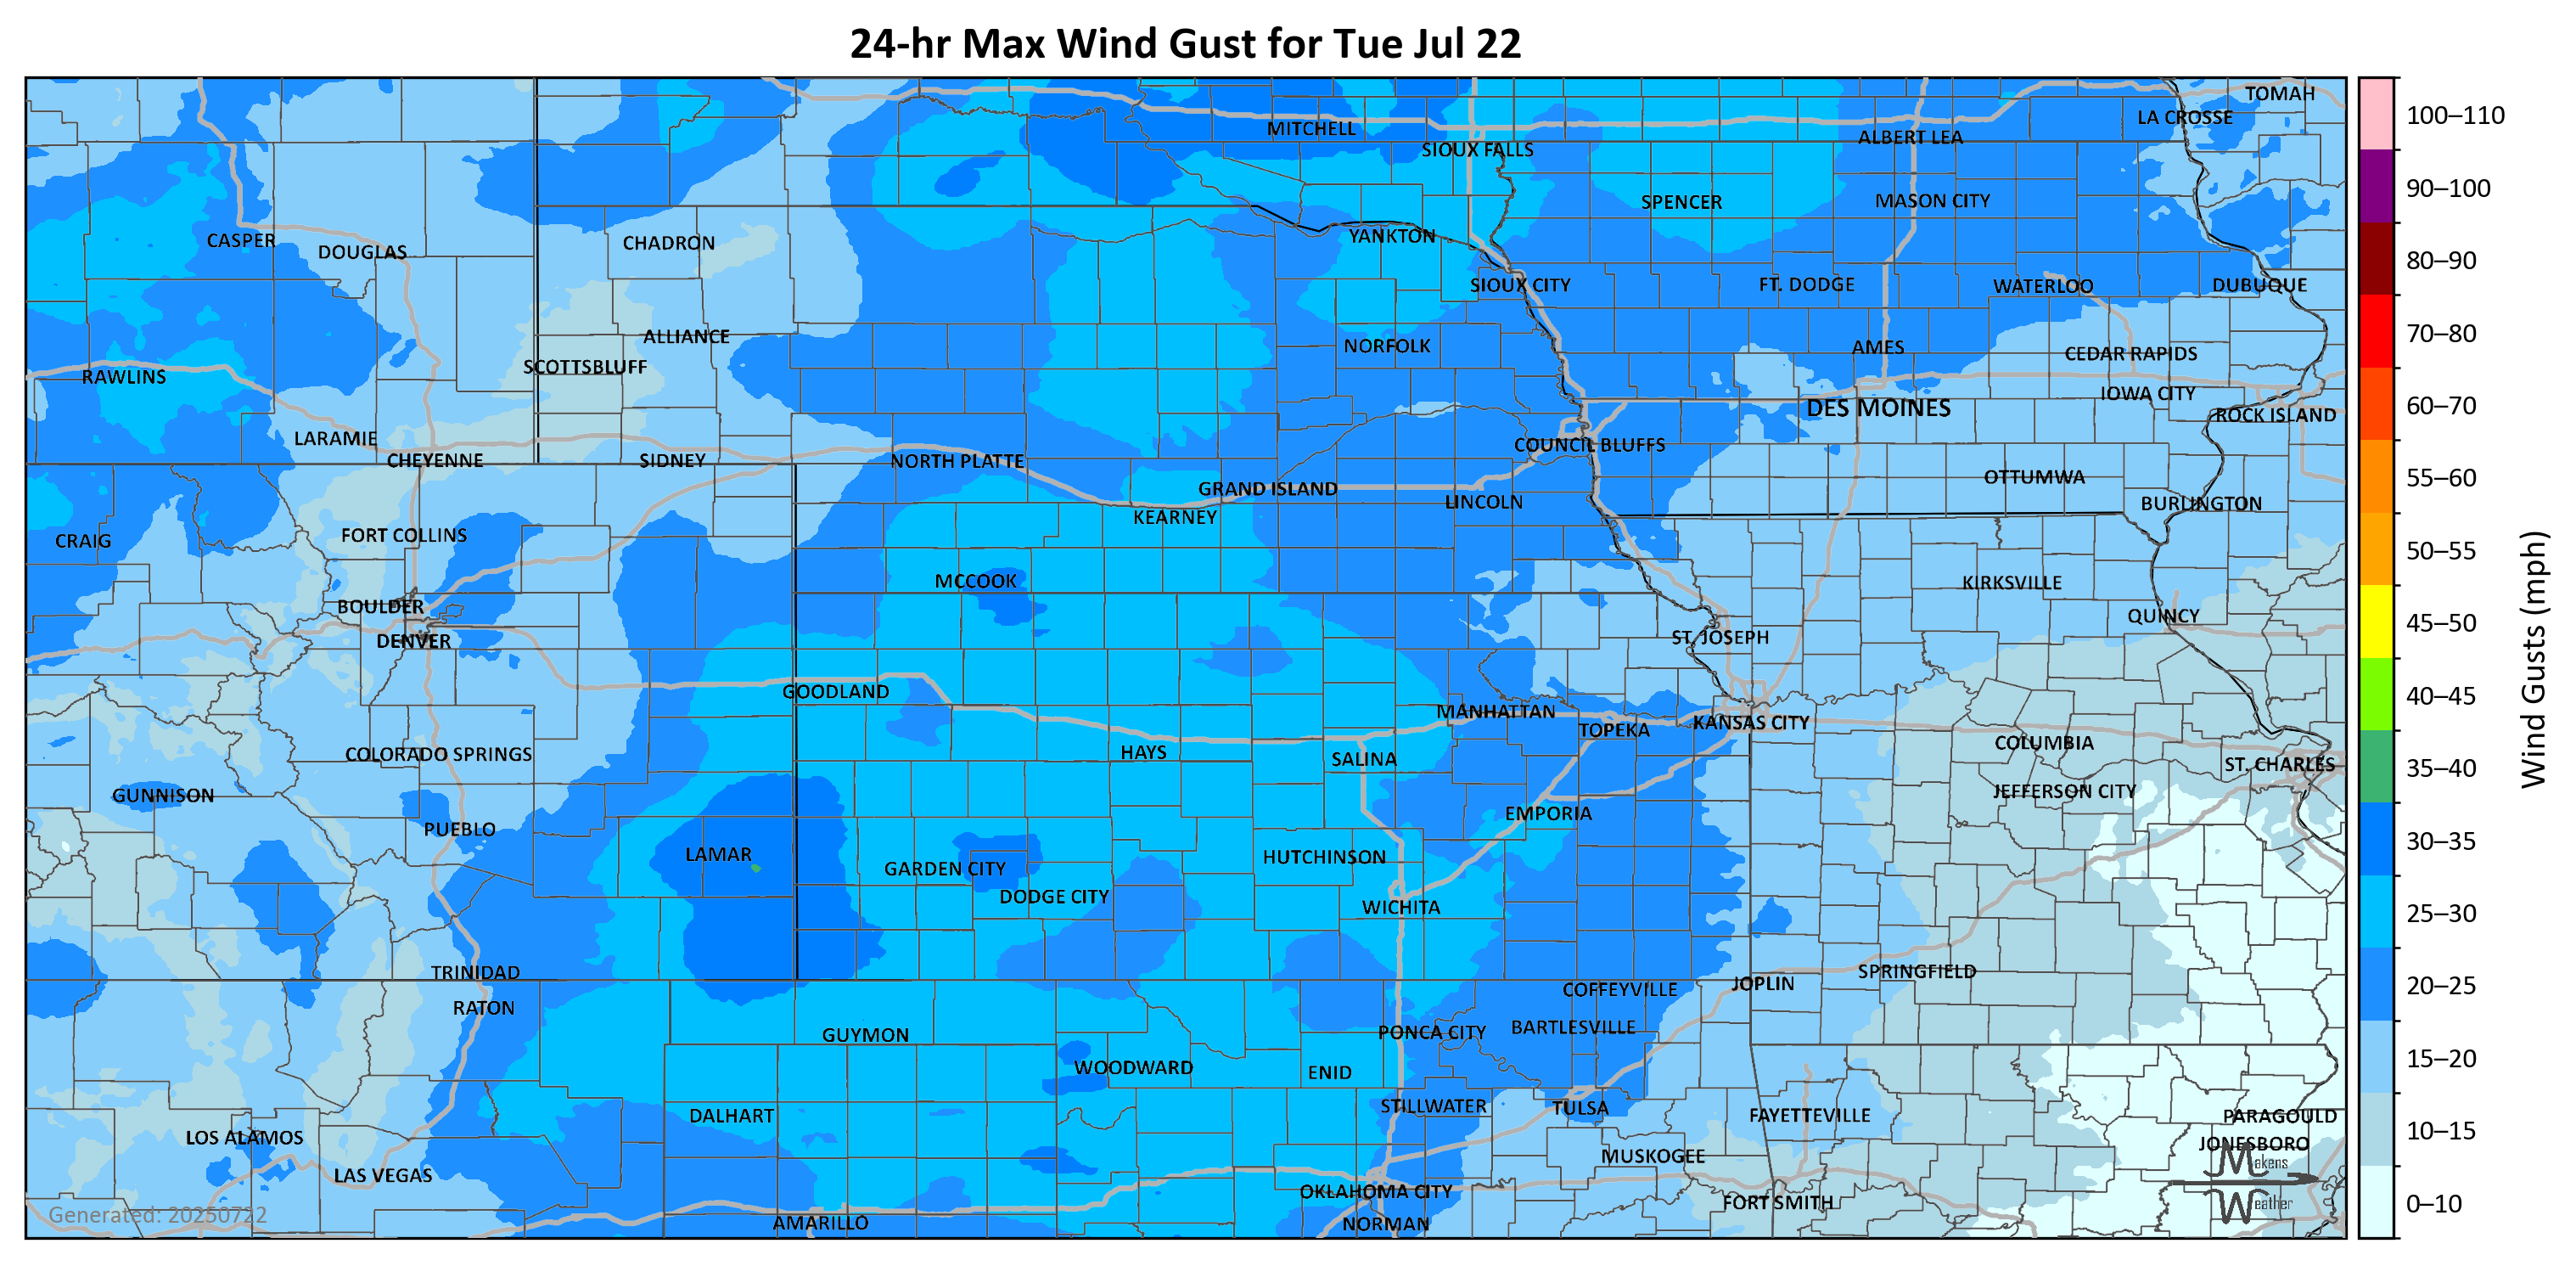 24-hr Max Wind Gust for Tue Jul 22
TOMAH
LA CROSSE
MITCHELL
ALBERT LEA
SIOUX FALLS
SPENCER
MASON CITY
CASPER
DOUGLAS
CHADRON
YANKTON
SIOUX CITY
FT. DODGE
WATERLOO
DUBUQUE
ALLIANCE
NORFOLK
AMES
CEDAR RAPIDS
SCOTTSBLUFF
RAWLINS
IOWA CITY
DES MOINES
ROCK ISLAND
LARAMIE
COUNCIL BLUFFS
CHEYENNE
SIDNEY
NORTH PLATTE
OTTUMWA
GRAND ISLAND
LINCOLN
BURLINGTON
KEARNEY
FORT COLLINS
CRAIG
MCCOOK
KIRKSVILLE
BOULDER
QUINCY
DENVER
ST. JOSEPH
GOODLAND
MANHATTAN
TOPEKA
KANSAS CITY
COLUMBIA
COLORADO SPRINGS
HAYS
SALINA
ST. CHARLES
GUNNISON
JEFFERSON CITY
EMPORIA
PUEBLO
LAMAR
HUTCHINSON
GARDEN CITY
DODGE CITY
WICHITA
TRINIDAD
SPRINGFIELD
JOPLIN
COFFEYVILLE
RATON
GUYMON
PONCA CITY
BARTLESVILLE
WOODWARD
ENID
STILLWATER
TULSA
DALHART
FAYETTEVILLE
PARAGOULD
LOS ALAMOS
JONESBORO
MUSKOGEE
Makens
LAS VEGAS
OKLAHOMA CITY
FORT SMITH
Weather
Generated: 20250722
AMARILLO
NORMAN
100–110
90–100
80–90
70–80
60–70
55–60
50–55
45–50
40–45
35–40
30–35
25–30
20–25
15–20
10–15
0–10
Wind Gusts (mph)